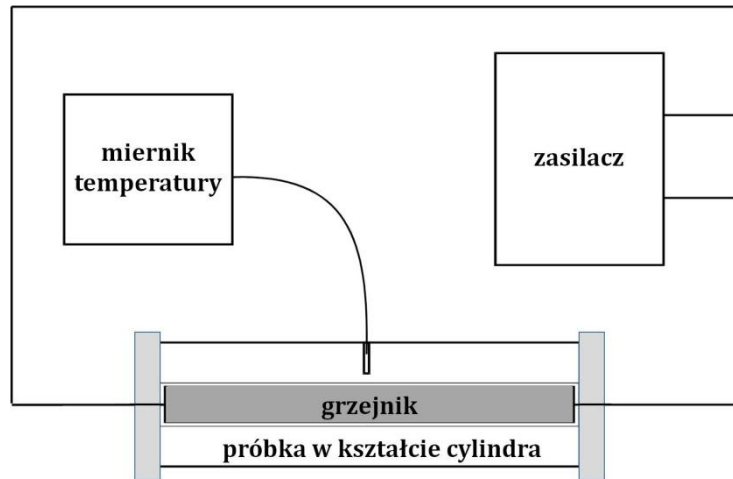 miernik
temperatury
zasilacz
grzejnik
próbka w kształcie cylindra